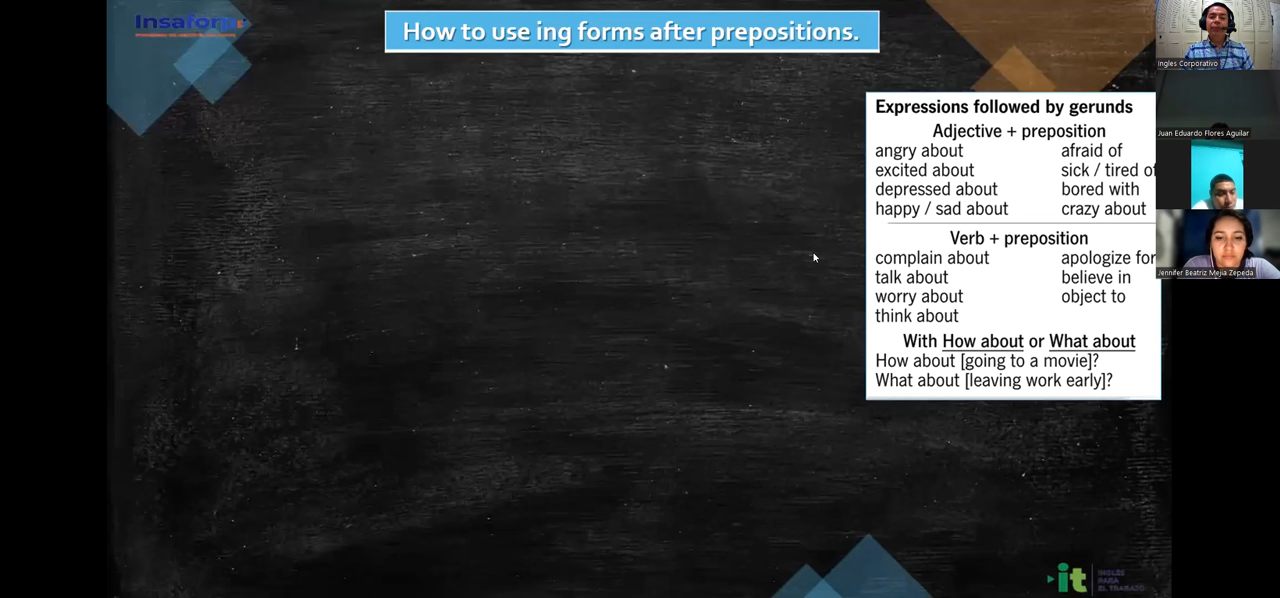 Insaforp
How to use ing forms after prepositions.
Ingles Corporativo
Juan Eduardo Flores Aguilar
Jennifer Beatriz Mejia Zepeda
Expressions followed by gerunds
Adjective + preposition
angry about afraid of
excited about sick / tired of
depressed about bored with
happy / sad about crazy about
Verb + preposition
complain about apologize for
talk about believe in
worry about object to
think about
With How about or What about
How about [going to a movie]?
What about [leaving work early]?
it
INGLES
PARA
EL TRABAJO